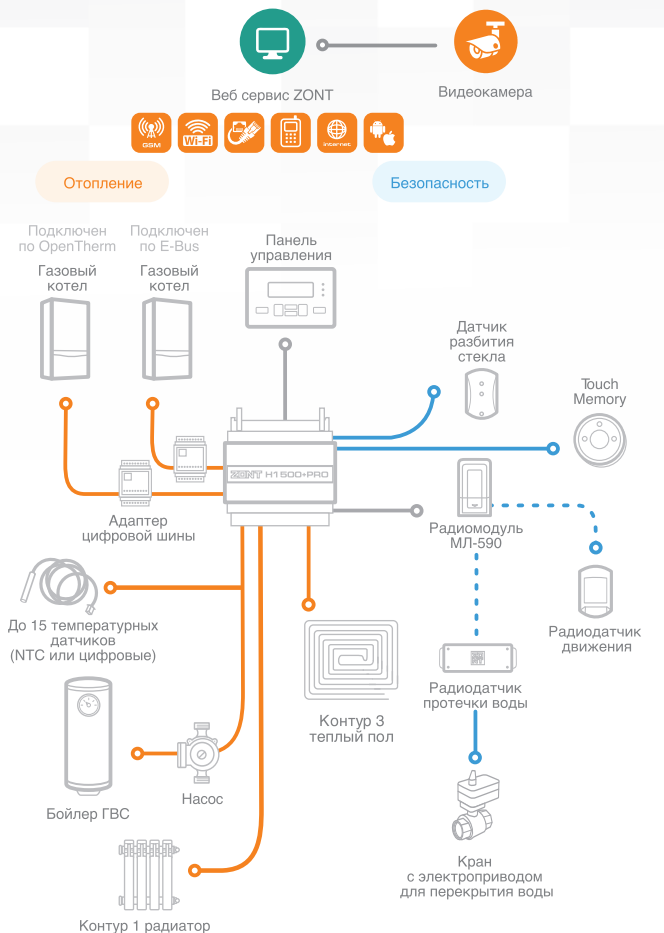 Веб сервис ZONT
Видеокамера
GSM
Wi-Fi
internet
Отопление
Безопасность
Подключен
по OpenTherm
Подключен
по E-Bus
Газовый
котел
Газовый
котел
Панель
управления
Датчик
разбития
стекла
Touch
Memory
ZONT H1500+PRO
Адаптер
цифровой шины
Радиомодуль
МЛ-590
До 15 температурных
датчиков
(NTC или цифровые)
Радиодатчик
движения
Контур 3
теплый пол
Радиодатчик
протечки воды
ZONT
Насос
Бойлер ГВС
Кран
с электроприводом
для перекрытия воды
Контур 1 радиатор